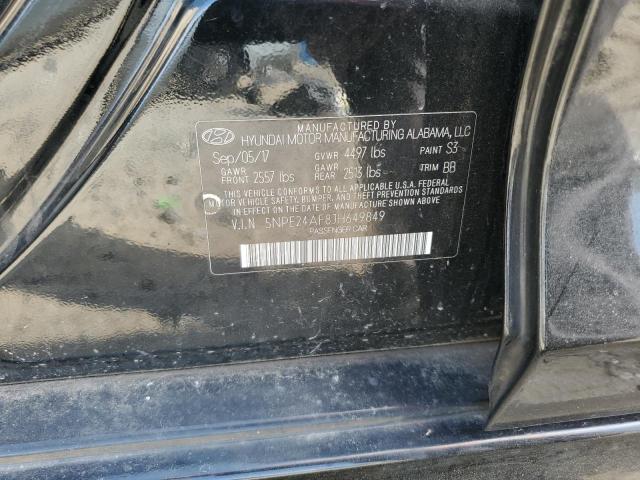 MANUFACTURED BY
HYUNDAI MOTOR MANUFACTURING ALABAMA, LLC
Sep/05/17 GVWR 4497 lbs PAINT S3
GAWR FRONT 2557 lbs GAWR REAR 2613 lbs TRIM BB
THIS VEHICLE CONFORMS TO ALL APPLICABLE U.S.A. FEDERAL
MOTOR VEHICLE SAFETY, BUMPER, AND THEFT PREVENTION STANDARDS
IN EFFECT ON THE DATE OF MANUFACTURE SHOWN ABOVE.
V.I.N 5NPE24AF8JH649849
PASSENGER CAR